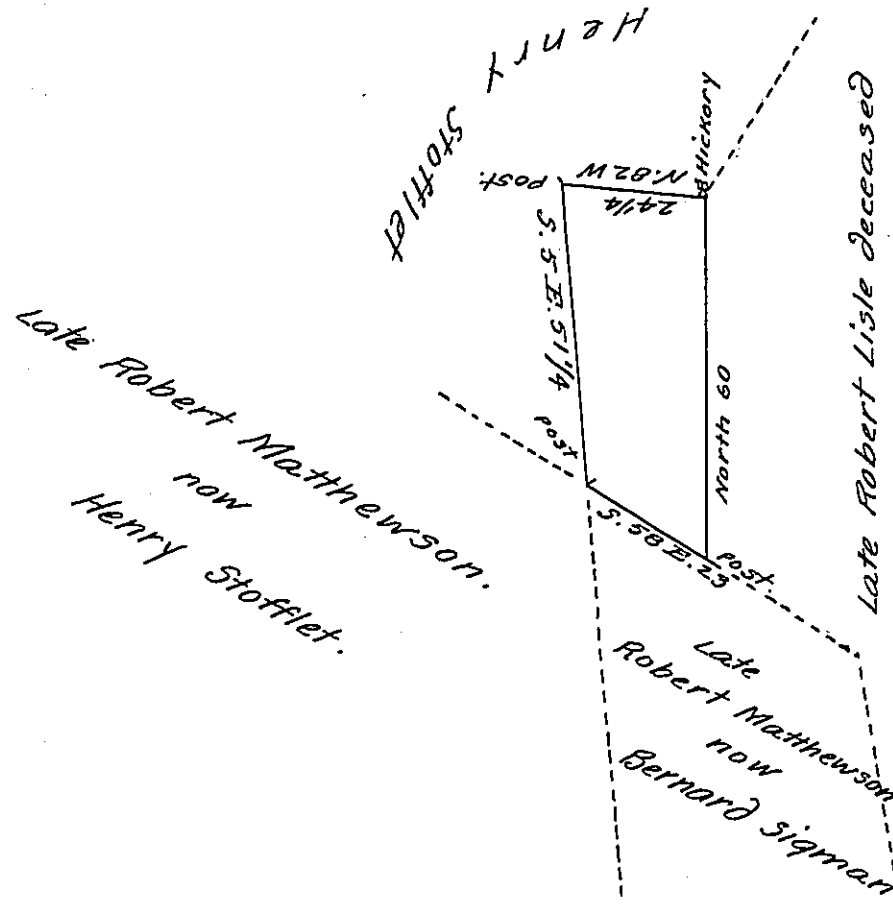 Henry
Stofflet
Hickory
Post.
N. 82 W
24 1/4
S. 5 E. 51 1/4
North 60
Late Robert Lisle deceased
Late Robert Matthewson.
now
Henry Stofflet.
Post
S. 58 E. 23
Post.
Late
Robert Matthewson
now
Bernard Sigman